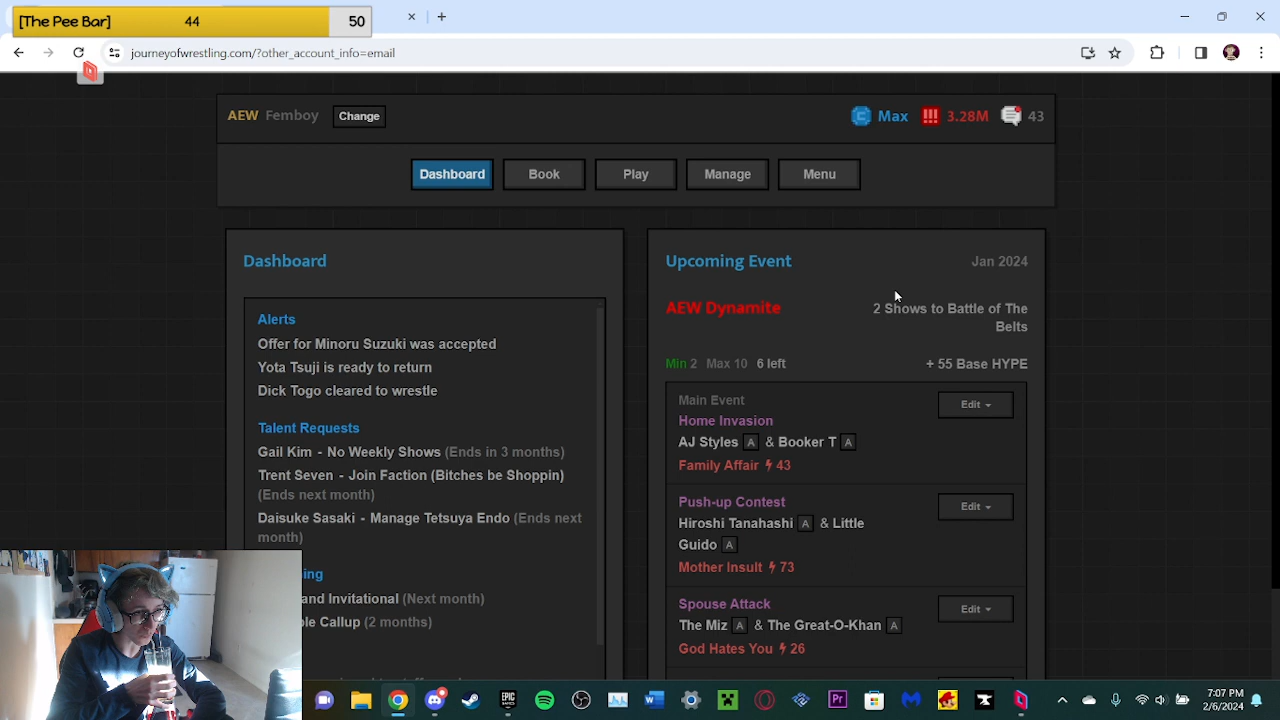 [The Pee Bar] 44 50
journeyofwrestling.com/?other_account_info=email
AEW Femboy Change Max 3.28M 43
Dashboard Book Play Manage Menu
Dashboard
Alerts
Offer for Minoru Suzuki was accepted
Yota Tsuji is ready to return
Dick Togo cleared to wrestle
Talent Requests
Gail Kim - No Weekly Shows (Ends in 3 months)
Trent Seven - Join Faction (Bitches be Shoppin)
(Ends next month)
Daisuke Sasaki - Manage Tetsuya Endo (Ends next
month)
and Invitational (Next month)
Callup (2 months)
Upcoming Event Jan 2024
AEW Dynamite 2 Shows to Battle of The
Belts
Min 2 Max 10 6 left + 55 Base HYPE
Main Event Edit
Home Invasion
AJ Styles A & Booker T A
Family Affair 43
Push-up Contest Edit
Hiroshi Tanahashi A & Little
Guido A
Mother Insult 73
Spouse Attack Edit
The Miz A & The Great-O-Khan A
God Hates You 26
EPIC
Pr
7:07 PM
2/6/2024